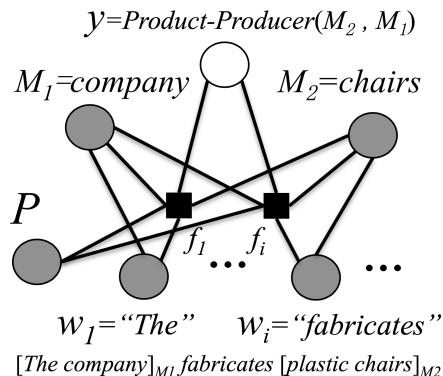 y=Product-Producer(M2 , M1)
M1=company
M2=chairs
P
f1
fi
...
...
w1="The"
wi="fabricates"
[The company]M1 fabricates [plastic chairs]M2